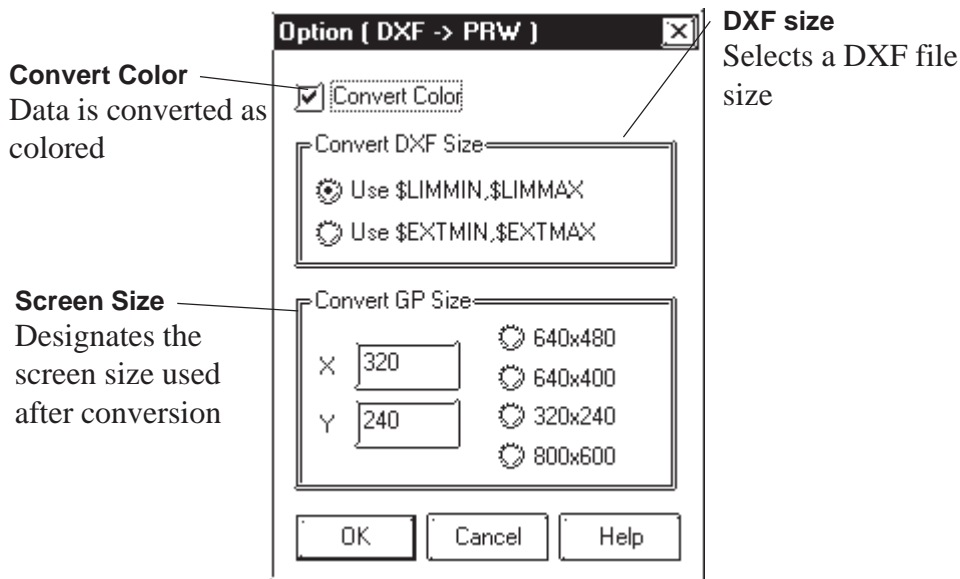 Option ( DXF -> PRW )
DXF size
Selects a DXF file
size
Convert Color
Data is converted as
colored
Convert Color
Convert DXF Size
Use $LIMMIN,$LIMMAX
Use $EXTMIN,$EXTMAX
Screen Size
Designates the
screen size used
after conversion
Convert GP Size
X 320
Y 240
640x480
640x400
320x240
800x600
OK Cancel Help